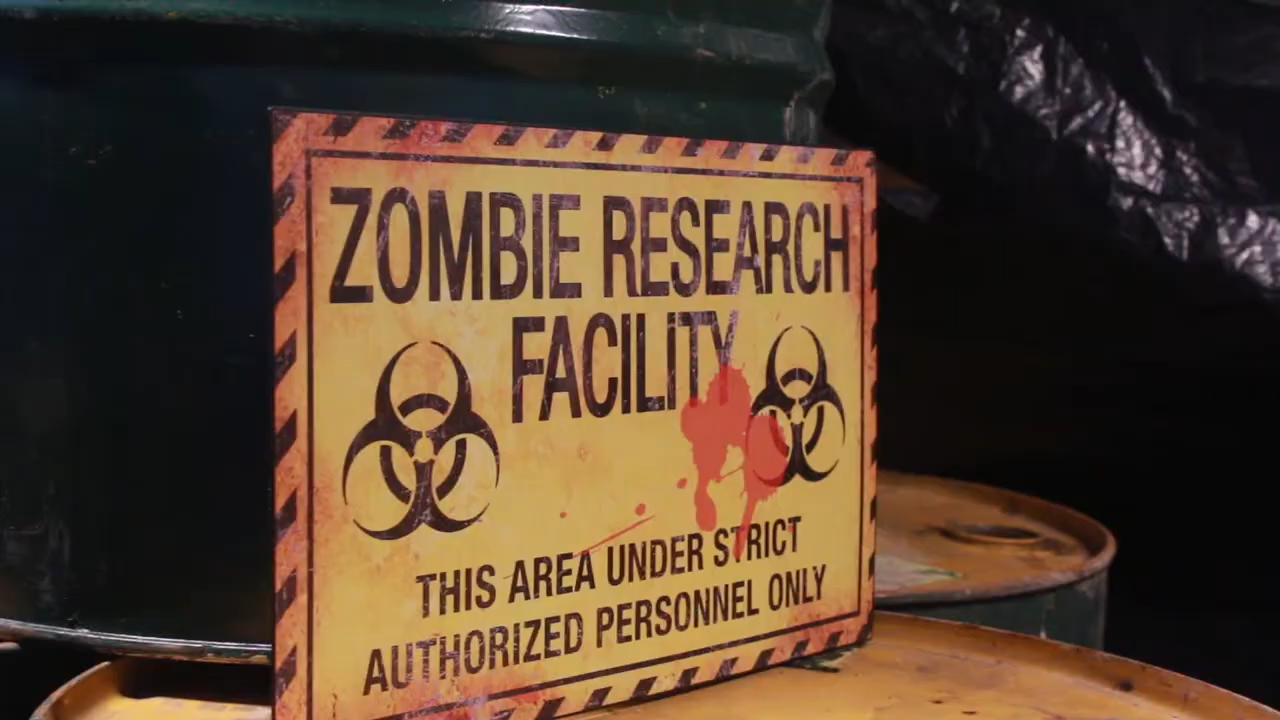 ZOMBIE RESEARCH
FACILITY
THIS AREA UNDER STRICT
AUTHORIZED PERSONNEL ONLY